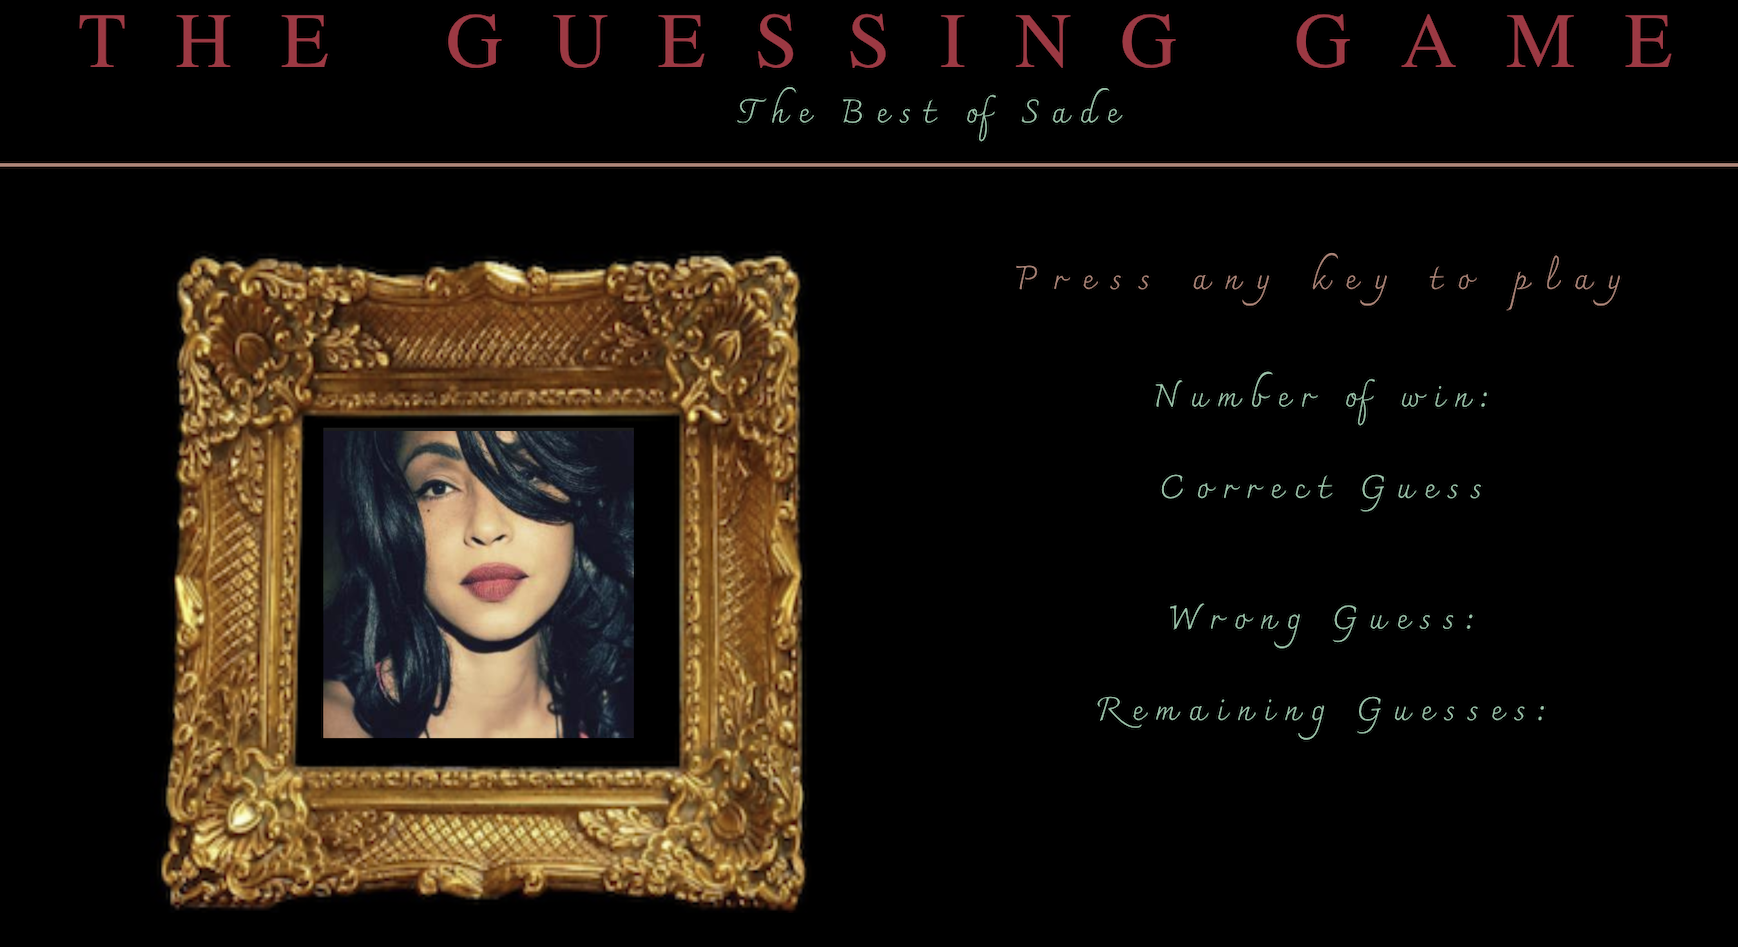 THE GUESSING GAME
The Best of Sade
Press any key to play
Number of win:
Correct Guess
Wrong Guess:
Remaining Guesses: